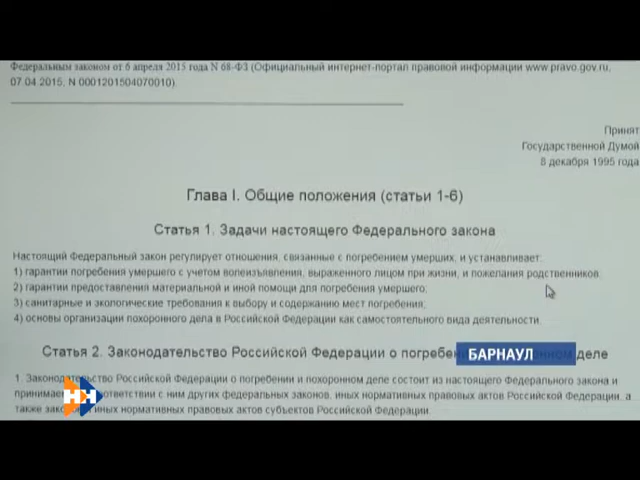 Федеральным законом от 6 апреля 2015 года N 68-ФЗ (Официальный интернет-портал правовой информации www.pravo.gov.ru,
07.04.2015, N 0001201504070010).
Принят
Государственной Думой
8 декабря 1995 года
Глава I. Общие положения (статьи 1-6)
Статья 1. Задачи настоящего Федерального закона
Настоящий Федеральный закон регулирует отношения, связанные с погребением умерших, и устанавливает:
1) гарантии погребения умершего с учетом волеизъявления, выраженного лицом при жизни, и пожелания родственников;
2) гарантии предоставления материальной и иной помощи для погребения умершего;
3) санитарные и экологические требования к выбору и содержанию мест погребения;
4) основы организации похоронного дела в Российской Федерации как самостоятельного вида деятельности.
Статья 2. Законодательство Российской Федерации о погребен деле
БАРНАУЛ
1. Законодательство Российской Федерации о погребении и похоронном деле состоит из настоящего Федерального закона и
принима ответствии с ним других федеральных законов, иных нормативных правовых актов Российской Федерации, а
также зако иных нормативных правовых актов субъектов Российской Федерации.
НН